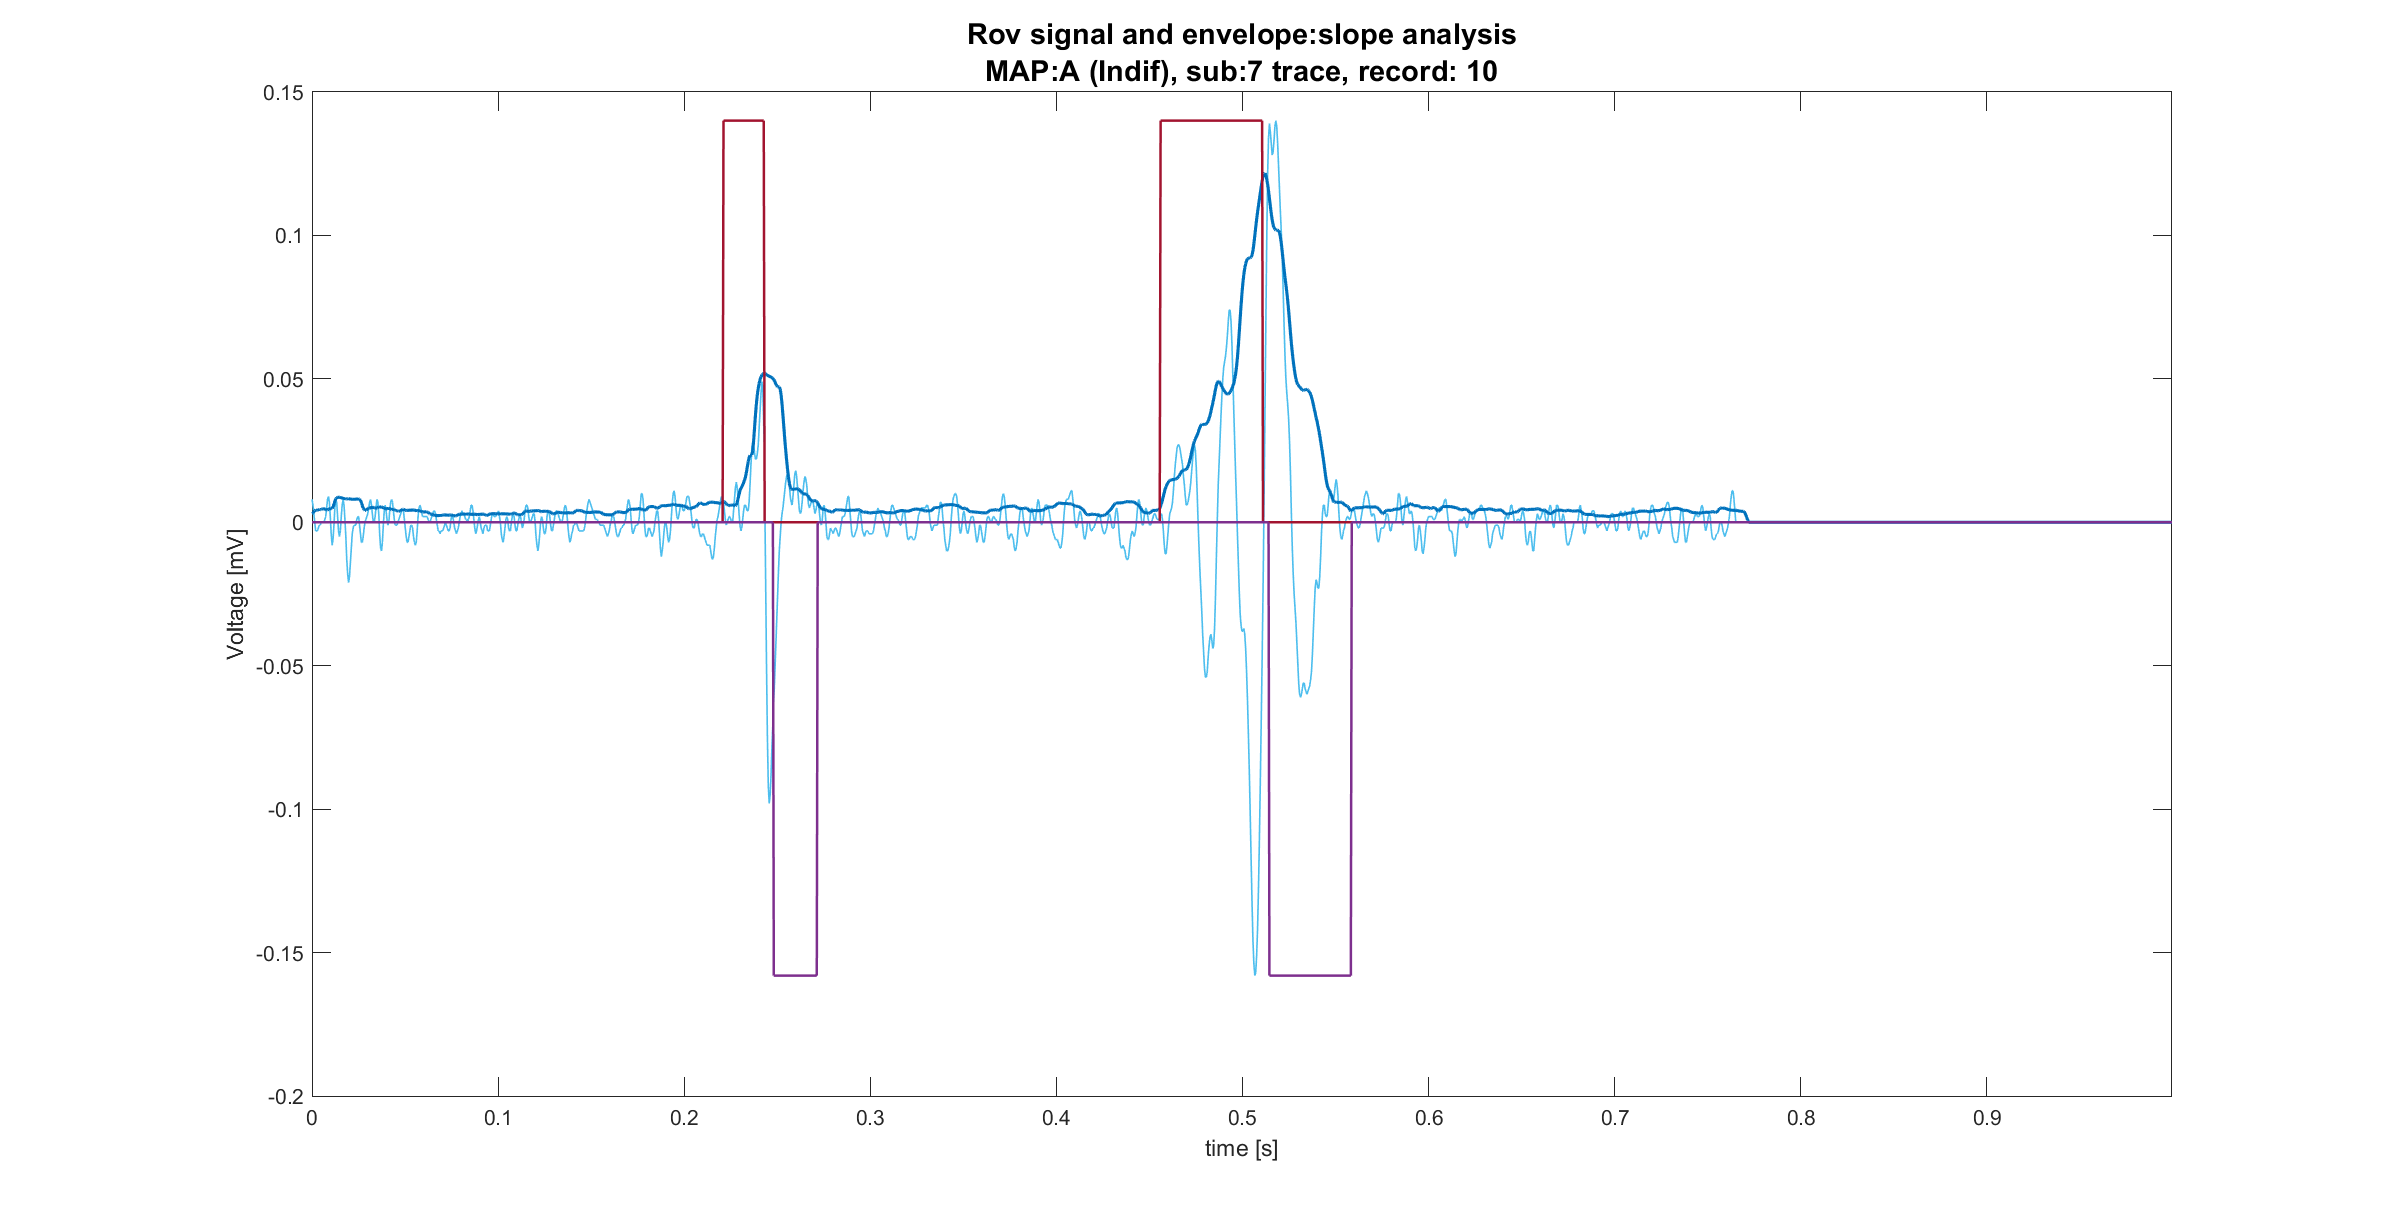 Rov signal and envelope:slope analysis
MAP:A (Indif), sub:7 trace, record: 10
0.15
0.1
0.05
0
-0.05
-0.1
-0.15
-0.2
Voltage [mV]
0 0.1 0.2 0.3 0.4 0.5 0.6 0.7 0.8 0.9
time [s]